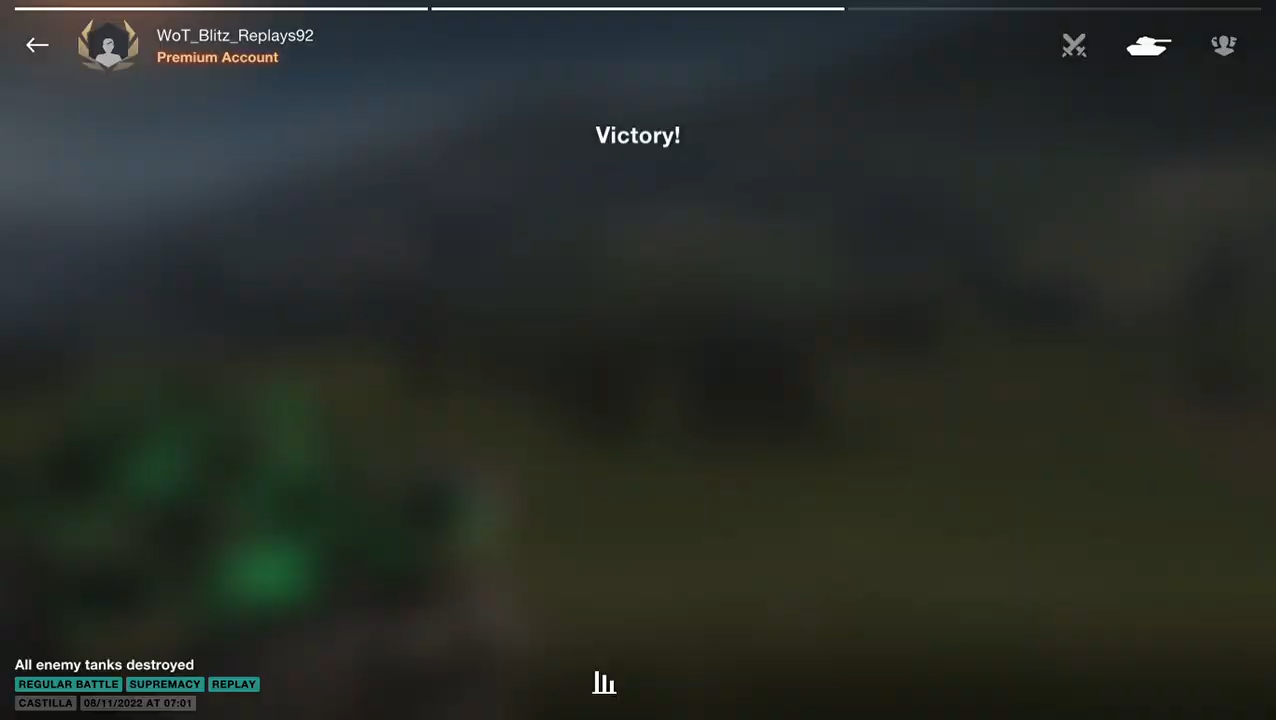 WoT_Blitz_Replays92
Premium Account
Victory!
All enemy tanks destroyed
REGULAR BATTLE SUPREMACY REPLAY
CASTILLA 08/11/2022 AT 07:01